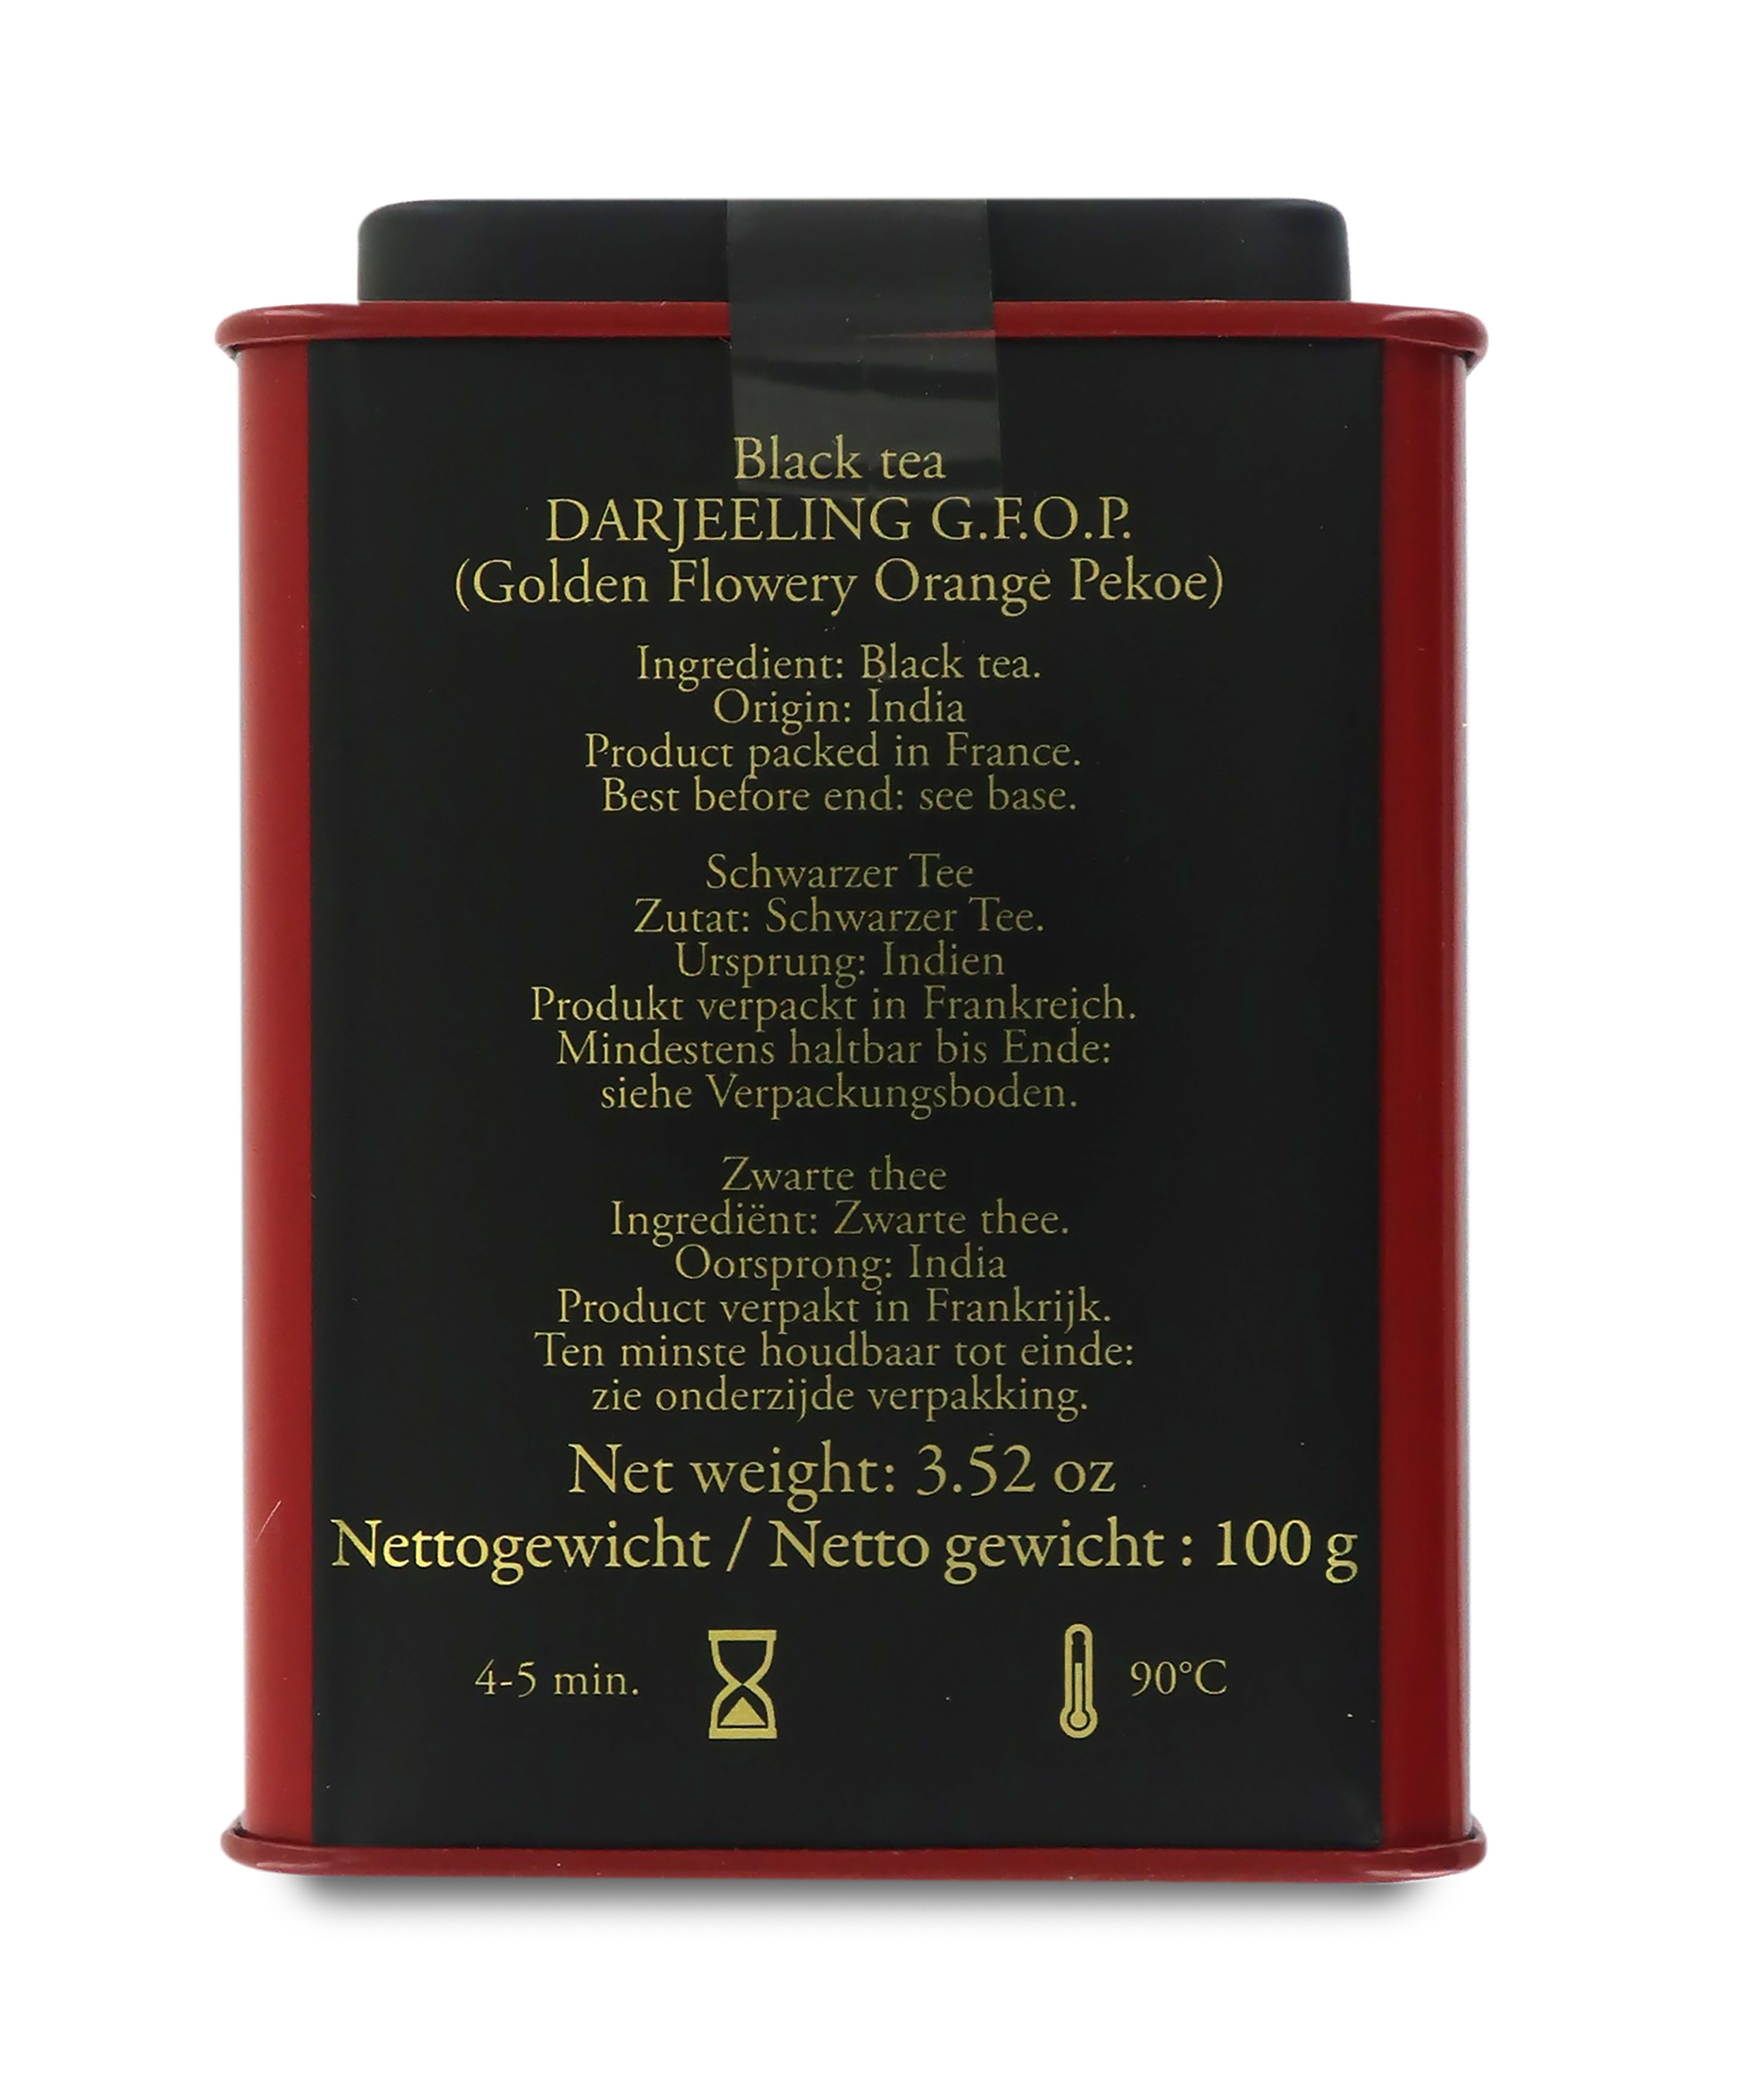 Black tea
DARJEELING G.F.O.P.
(Golden Flowery Orange Pekoe)
Ingredient: Black tea.
Origin: India
Product packed in France.
Best before end: see base.
Schwarzer Tee
Zutat: Schwarzer Tee.
Ursprung: Indien
Produkt verpackt in Frankreich.
Mindestens haltbar bis Ende:
siehe Verpackungsboden.
Zwarte thee
Ingrediënt: Zwarte thee.
Oorsprong: India
Product verpakt in Frankrijk.
Ten minste houdbaar tot einde:
zie onderzijde verpakking.
Net weight: 3.52 oz
Nettogewicht / Netto gewicht : 100 g
4-5 min. 90°C